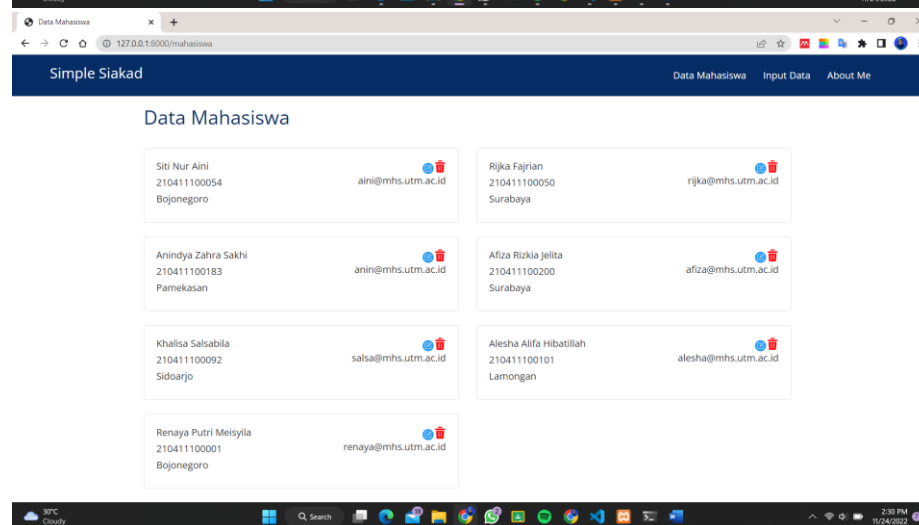 Cloudy
Data Mahasiswa
127.0.0.1:8000/mahasiswa
Simple Siakad
Data Mahasiswa Input Data About Me
Data Mahasiswa
Siti Nur Aini
210411100054
aini@mhs.utm.ac.id
Bojonegoro
Rijka Fajrian
210411100050
rijka@mhs.utm.ac.id
Surabaya
Anindya Zahra Sakhi
210411100183
anin@mhs.utm.ac.id
Pamekasan
Afiza Rizkia Jelita
210411100200
afiza@mhs.utm.ac.id
Surabaya
Khalisa Salsabila
210411100092
salsa@mhs.utm.ac.id
Sidoarjo
Alesha Alifa Hibatillah
210411100101
alesha@mhs.utm.ac.id
Lamongan
Renaya Putri Meisyila
210411100001
renaya@mhs.utm.ac.id
Bojonegoro
30°C
Cloudy
Search
2:30 PM
11/24/2022